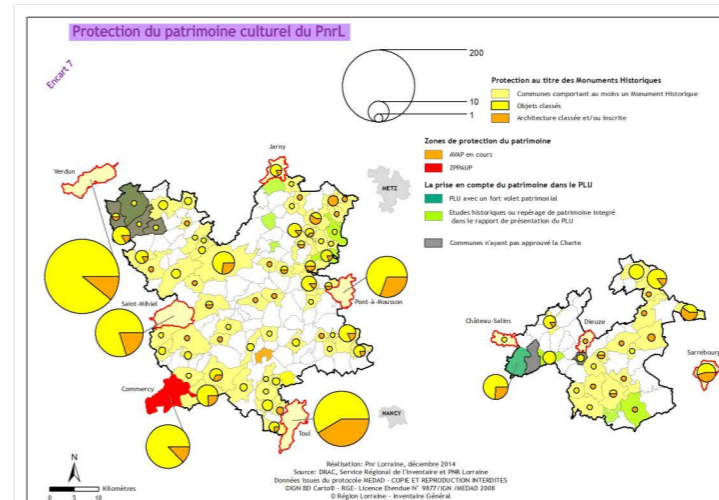 Protection du patrimoine culturel du PnrL
Encart 7
200
10
1
Protection au titre des Monuments Historiques
Communes comportant au moins un Monument Historique
Objets classés
Architecture classée et/ou inscrite
Zones de protection du patrimoine
AVAP en cours
ZPPAUP
La prise en compte du patrimoine dans le PLU
PLU avec un fort volet patrimorial
Etudes historiques ou repérage de patrimoine integré
dans le rapport de présentation du PLU
Communes n'ayant pas approuvé la Charte
Jarny
Verdun
METZ
Saint-Mihiel
Pont-à-Mousson
Château-Salins
Dieuze
Sarrebourg
Commercy
Toul
NANCY
N
Kilomètres
Réalisation: Pnr Lorraine, décembre 2014
Source: DRAC, Service Régional de l'Inventaire et PNR Lorraine
Données issues du protocole MEDAD - COPIE ET REPRODUCTION INTERDITES
©IGN BD Carto® - RGE- Licence Etendue N° 9877/IGN /MEDAD 2008
© Région Lorraine - Inventaire Général